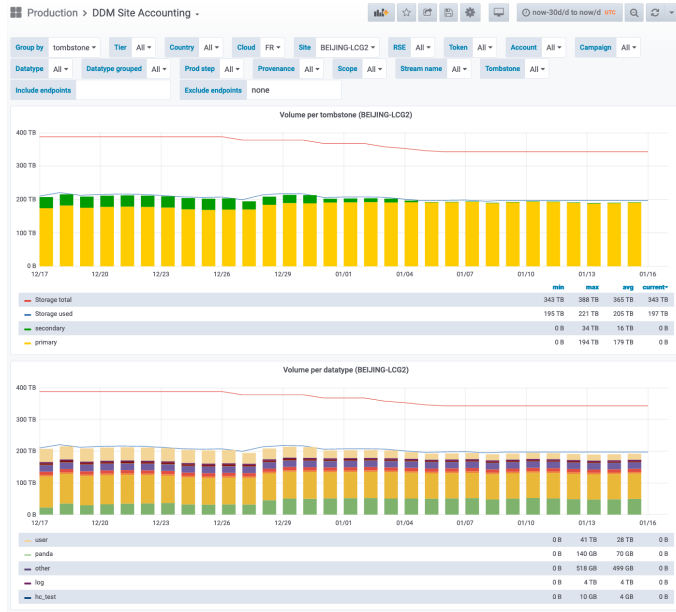 Production > DDM Site Accounting
now-30d/d to now/d UTC
Group by tombstone Tier All Country All Cloud FR Site BEIJING-LCG2 RSE All Token All Account All Campaign All
Datatype All Datatype grouped All Prod step All Provenance All Scope All Stream name All Tombstone All
Include endpoints Exclude endpoints none
Volume per tombstone (BEIJING-LCG2)
400 TB
300 TB
200 TB
100 TB
0 B
12/17 12/20 12/23 12/26 12/29 01/01 01/04 01/07 01/10 01/13 01/16
min max avg current
Storage total 343 TB 388 TB 365 TB 343 TB
Storage used 195 TB 221 TB 205 TB 197 TB
secondary 0 B 34 TB 16 TB 0 B
primary 0 B 194 TB 179 TB 0 B
Volume per datatype (BEIJING-LCG2)
400 TB
300 TB
200 TB
100 TB
0 B
12/17 12/20 12/23 12/26 12/29 01/01 01/04 01/07 01/10 01/13 01/16
user 0 B 41 TB 28 TB 0 B
panda 0 B 140 GB 70 GB 0 B
other 0 B 518 GB 499 GB 0 B
log 0 B 4 TB 4 TB 0 B
hc_test 0 B 10 GB 4 GB 0 B